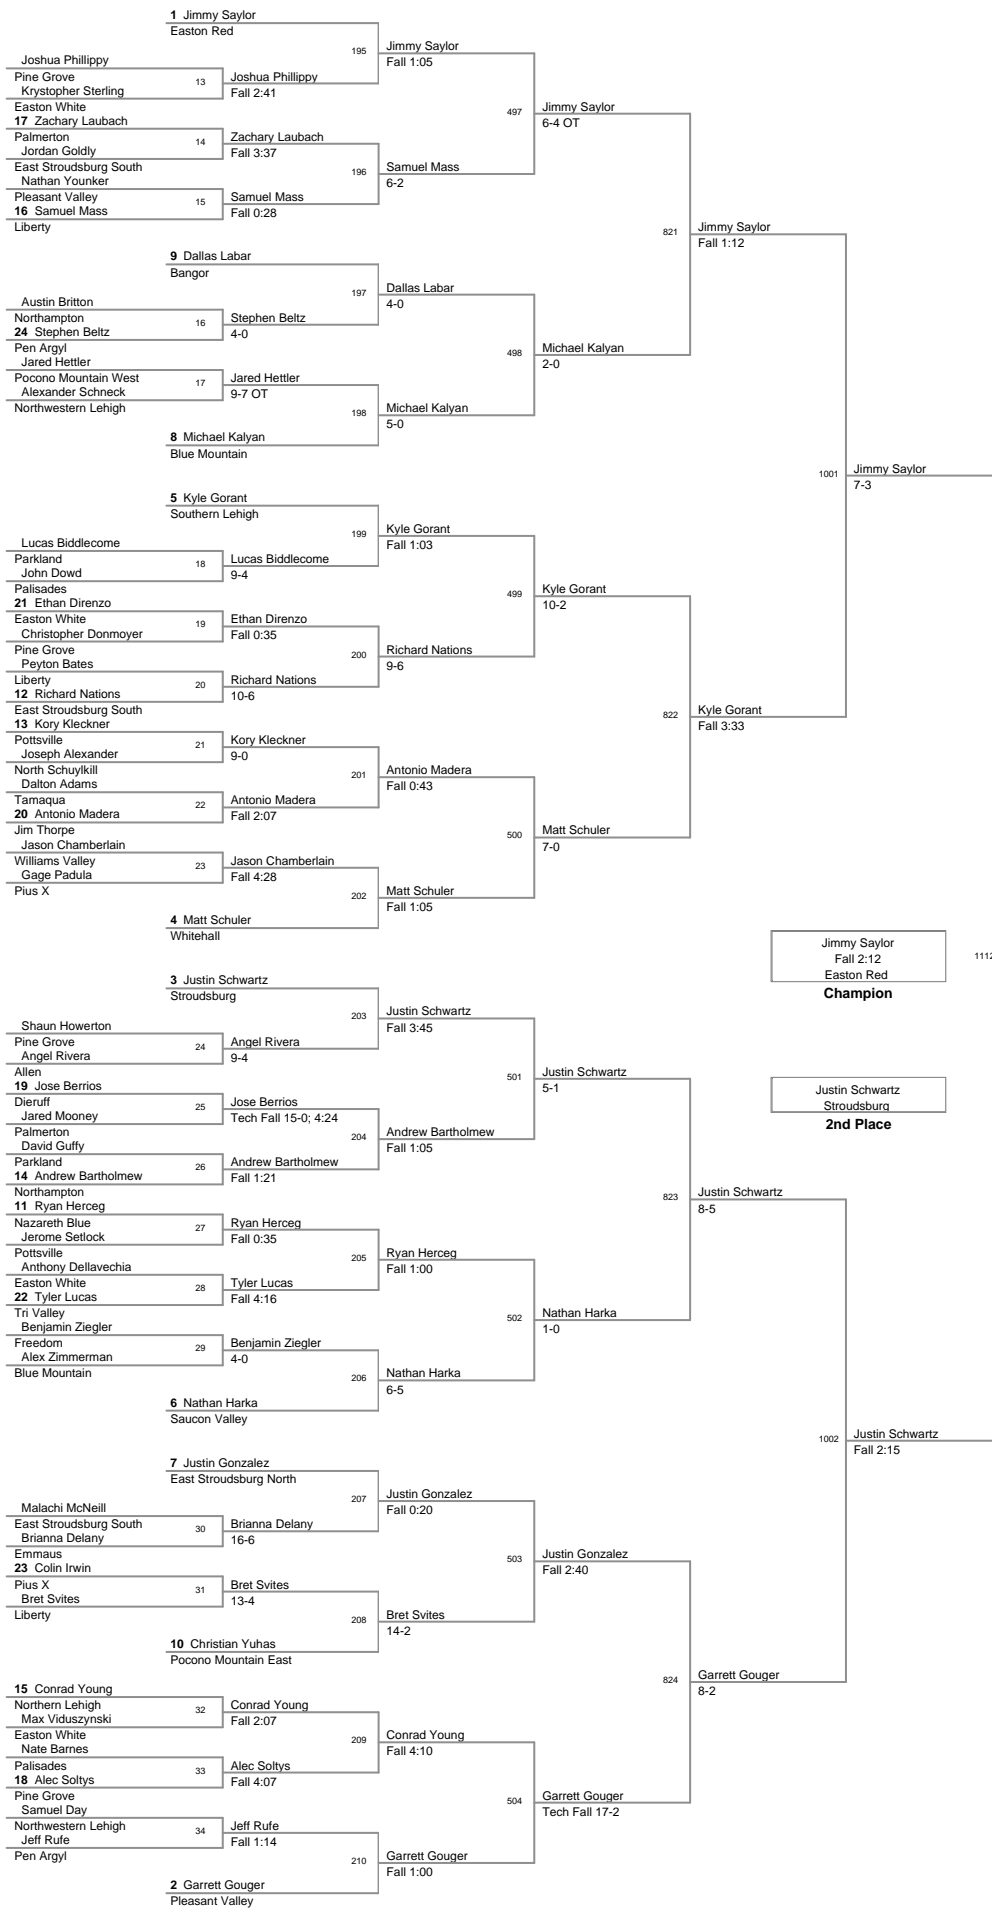 1 Jimmy Saylor
Easton Red
195
Jimmy Saylor
Fall 1:05
Joshua Phillippy
Pine Grove
13
Joshua Phillippy
Fall 2:41
Krystopher Sterling
Easton White
497
Jimmy Saylor
6-4 OT
17 Zachary Laubach
Palmerton
14
Zachary Laubach
Fall 3:37
Jordan Goldly
East Stroudsburg South
196
Samuel Mass
6-2
Nathan Younker
Pleasant Valley
15
Samuel Mass
Fall 0:28
16 Samuel Mass
Liberty
821
Jimmy Saylor
Fall 1:12
9 Dallas Labar
Bangor
197
Dallas Labar
4-0
Austin Britton
Northampton
16
Stephen Beltz
4-0
24 Stephen Beltz
Pen Argyl
498
Michael Kalyan
2-0
Jared Hettler
Pocono Mountain West
17
Jared Hettler
9-7 OT
Alexander Schneck
Northwestern Lehigh
198
Michael Kalyan
5-0
8 Michael Kalyan
Blue Mountain
1001
Jimmy Saylor
7-3
5 Kyle Gorant
Southern Lehigh
199
Kyle Gorant
Fall 1:03
Lucas Biddlecome
Parkland
18
Lucas Biddlecome
9-4
John Dowd
Palisades
499
Kyle Gorant
10-2
21 Ethan Direnzo
Easton White
19
Ethan Direnzo
Fall 0:35
Christopher Donmoyer
Pine Grove
200
Richard Nations
9-6
Peyton Bates
Liberty
20
Richard Nations
10-6
12 Richard Nations
East Stroudsburg South
822
Kyle Gorant
Fall 3:33
13 Kory Kleckner
Pottsville
21
Kory Kleckner
9-0
Joseph Alexander
North Schuylkill
201
Antonio Madera
Fall 0:43
Dalton Adams
Tamaqua
22
Antonio Madera
Fall 2:07
20 Antonio Madera
Jim Thorpe
500
Matt Schuler
7-0
Jason Chamberlain
Williams Valley
23
Jason Chamberlain
Fall 4:28
Gage Padula
Pius X
202
Matt Schuler
Fall 1:05
4 Matt Schuler
Whitehall
Jimmy Saylor
Fall 2:12
Easton Red
Champion
1112
3 Justin Schwartz
Stroudsburg
203
Justin Schwartz
Fall 3:45
Shaun Howerton
Pine Grove
24
Angel Rivera
9-4
Angel Rivera
Allen
501
Justin Schwartz
5-1
Justin Schwartz
Stroudsburg
2nd Place
19 Jose Berrios
Dieruff
25
Jose Berrios
Tech Fall 15-0; 4:24
Jared Mooney
Palmerton
204
Andrew Bartholmew
Fall 1:05
David Guffy
Parkland
26
Andrew Bartholmew
Fall 1:21
14 Andrew Bartholmew
Northampton
823
Justin Schwartz
8-5
11 Ryan Herceg
Nazareth Blue
27
Ryan Herceg
Fall 0:35
Jerome Setlock
Pottsville
205
Ryan Herceg
Fall 1:00
Anthony Dellavechia
Easton White
28
Tyler Lucas
Fall 4:16
22 Tyler Lucas
Tri Valley
502
Nathan Harka
1-0
Benjamin Ziegler
Freedom
29
Benjamin Ziegler
4-0
Alex Zimmerman
Blue Mountain
206
Nathan Harka
6-5
6 Nathan Harka
Saucon Valley
1002
Justin Schwartz
Fall 2:15
7 Justin Gonzalez
East Stroudsburg North
207
Justin Gonzalez
Fall 0:20
Malachi McNeill
East Stroudsburg South
30
Brianna Delany
16-6
Brianna Delany
Emmaus
503
Justin Gonzalez
Fall 2:40
23 Colin Irwin
Pius X
31
Bret Svites
13-4
Bret Svites
Liberty
208
Bret Svites
14-2
10 Christian Yuhas
Pocono Mountain East
824
Garrett Gouger
8-2
15 Conrad Young
Northern Lehigh
32
Conrad Young
Fall 2:07
Max Viduszynski
Easton White
209
Conrad Young
Fall 4:10
Nate Barnes
Palisades
33
Alec Soltys
Fall 4:07
18 Alec Soltys
Pine Grove
504
Garrett Gouger
Tech Fall 17-2
Samuel Day
Northwestern Lehigh
34
Jeff Rufe
Fall 1:14
Jeff Rufe
Pen Argyl
210
Garrett Gouger
Fall 1:00
2 Garrett Gouger
Pleasant Valley